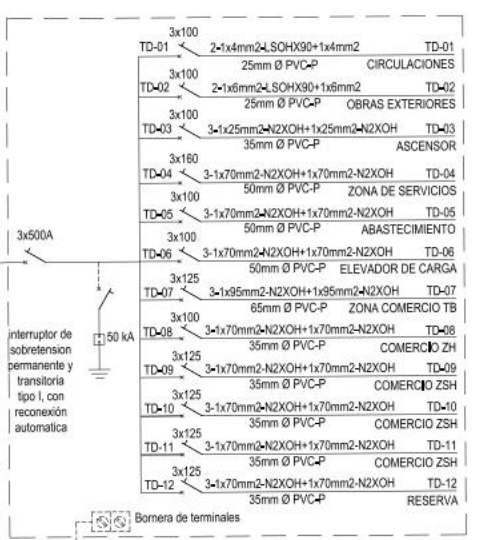 3x100
TD-01 2-1x4mm2-LSOHX90+1x4mm2 TD-01
25mm Ø PVC-P CIRCULACIONES
3x100
TD-02 2-1x6mm2-LSOHX90+1x6mm2 TD-02
25mm Ø PVC-P OBRAS EXTERIORES
3x100
TD-03 3-1x25mm2-N2XOH+1x25mm2-N2XOH TD-03
35mm Ø PVC-P ASCENSOR
3x160
TD-04 3-1x70mm2-N2XOH+1x70mm2-N2XOH TD-04
50mm Ø PVC-P ZONA DE SERVICIOS
3x100
TD-05 3-1x70mm2-N2XOH+1x70mm2-N2XOH TD-05
50mm Ø PVC-P ABASTECIMIENTO
3x500A
3x100
TD-06 3-1x70mm2-N2XOH+1x70mm2-N2XOH TD-06
50mm Ø PVC-P ELEVADOR DE CARGA
3x125
TD-07 3-1x95mm2-N2XOH+1x95mm2-N2XOH TD-07
65mm Ø PVC-P ZONA COMERCIO TB
3x100
TD-08 3-1x70mm2-N2XOH+1x70mm2-N2XOH TD-08
35mm Ø PVC-P COMERCIO ZH
50 kA
interruptor de
sobretension
permanente y
transitoria
tipo I, con
reconexión
automatica
3x125
TD-09 3-1x70mm2-N2XOH+1x70mm2-N2XOH TD-09
35mm Ø PVC-P COMERCIO ZSH
3x125
TD-10 3-1x70mm2-N2XOH+1x70mm2-N2XOH TD-10
35mm Ø PVC-P COMERCIO ZSH
3x125
TD-11 3-1x70mm2-N2XOH+1x70mm2-N2XOH TD-11
35mm Ø PVC-P COMERCIO ZSH
3x125
TD-12 3-1x70mm2-N2XOH+1x70mm2-N2XOH TD-12
35mm Ø PVC-P RESERVA
Bornera de terminales